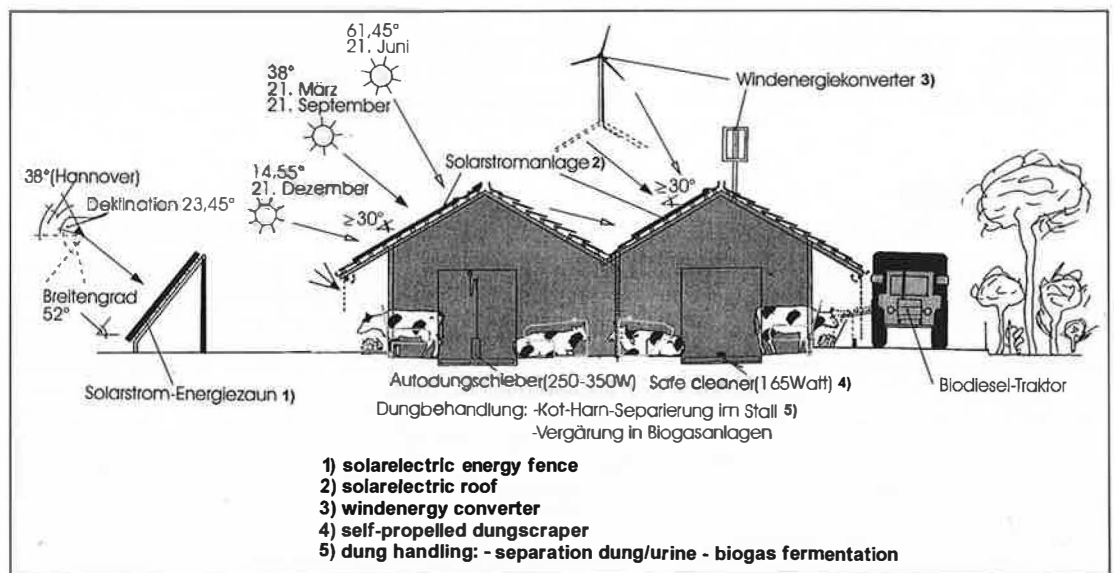 61,45°
21. Juni
38°
21. März
21. September
Windenergiekonverter 3)
Solarstromanlage 2)
14,55°
21. Dezember
38° (Hannover)
Deklination 23,45°
≥30°
≥30°
Breitengrad
52°
Solarstrom-Energiezaun 1)
Autodungschieber(250-350W)
Safe cleaner(165Watt) 4)
Biodiesel-Traktor
Dungbehandlung: -Kot-Harn-Separierung im Stall 5)
-Vergärung in Biogasanlagen
1) solarelectric energy fence
2) solarelectric roof
3) windenergy converter
4) self-propelled dungscraper
5) dung handling: - separation dung/urine - biogas fermentation